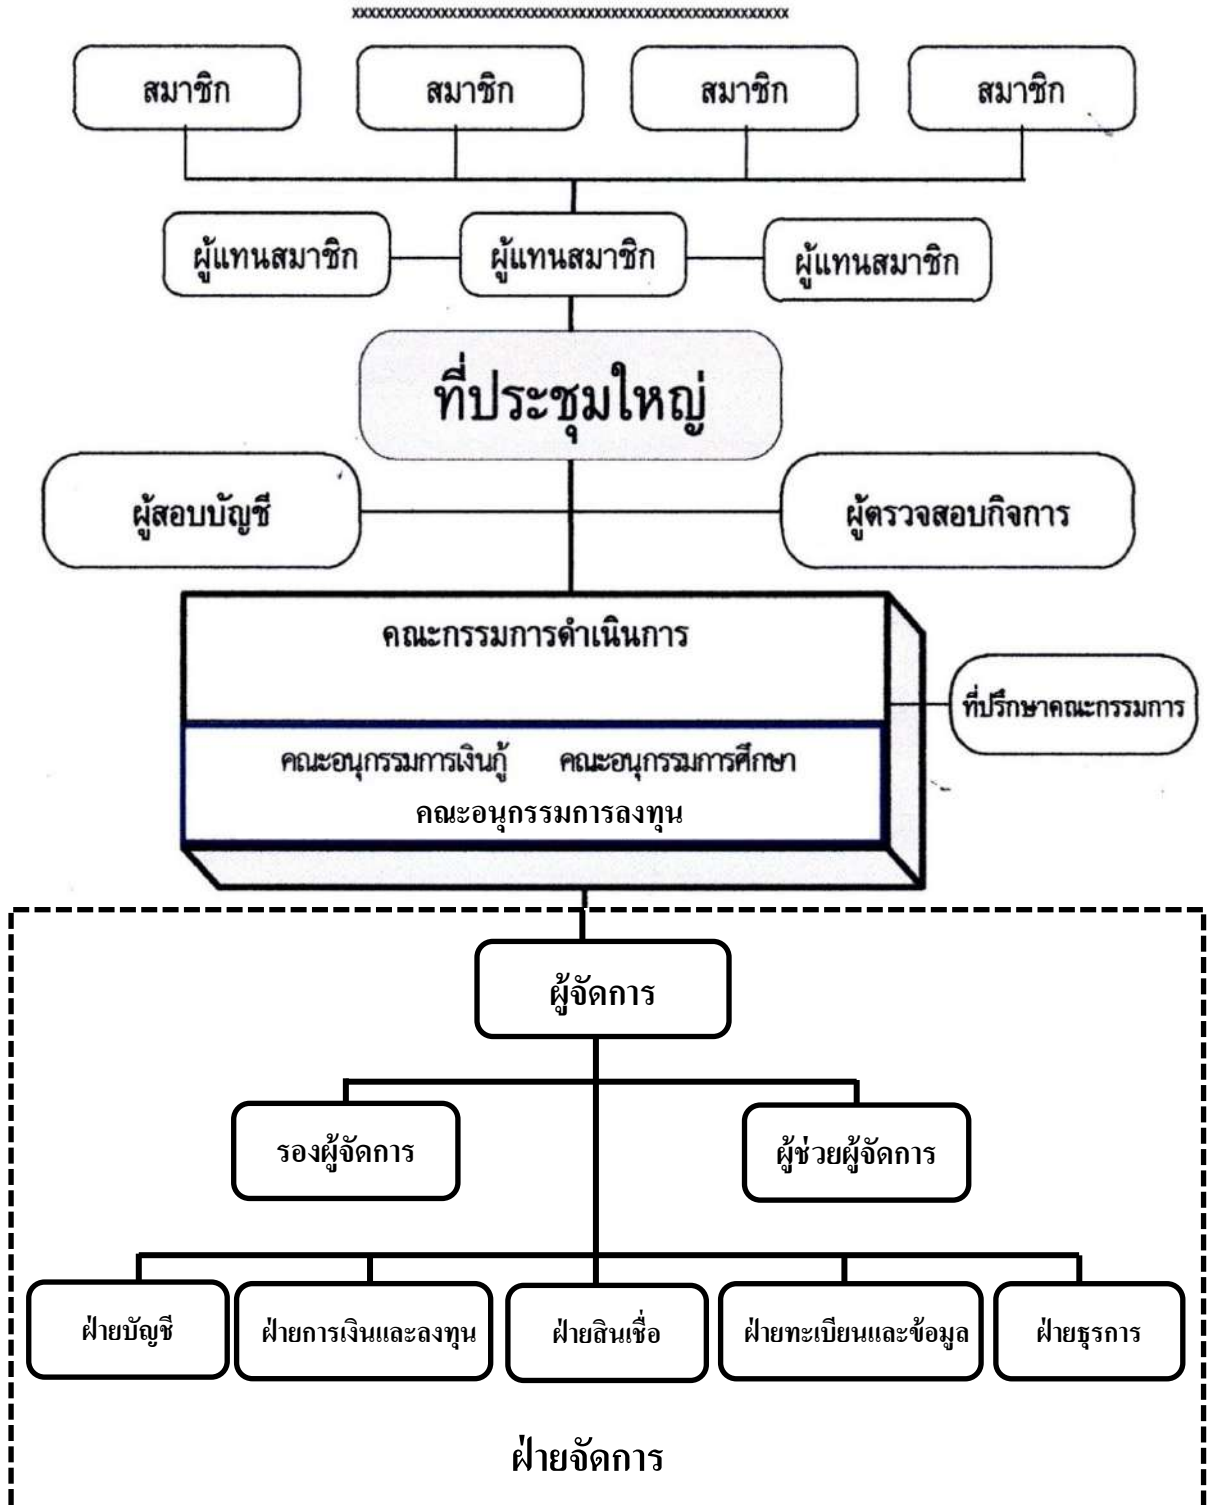 xxxxxxxxxxxxxxxxxxxxxxxxxxxxxxxxxxxxxxxxxxxxxxxxxxxxxx
สมาชิก สมาชิก สมาชิก สมาชิก
ผู้แทนสมาชิก ผู้แทนสมาชิก ผู้แทนสมาชิก
ที่ประชุมใหญ่
ผู้สอบบัญชี ผู้ตรวจสอบกิจการ
คณะกรรมการดำเนินการ
ที่ปรึกษาคณะกรรมการ
คณะอนุกรรมการเงินกู้ คณะอนุกรรมการศึกษา
คณะอนุกรรมการลงทุน
ผู้จัดการ
รองผู้จัดการ ผู้ช่วยผู้จัดการ
ฝ่ายบัญชี ฝ่ายการเงินและลงทุน ฝ่ายสินเชื่อ ฝ่ายทะเบียนและข้อมูล ฝ่ายธุรการ
ฝ่ายจัดการ